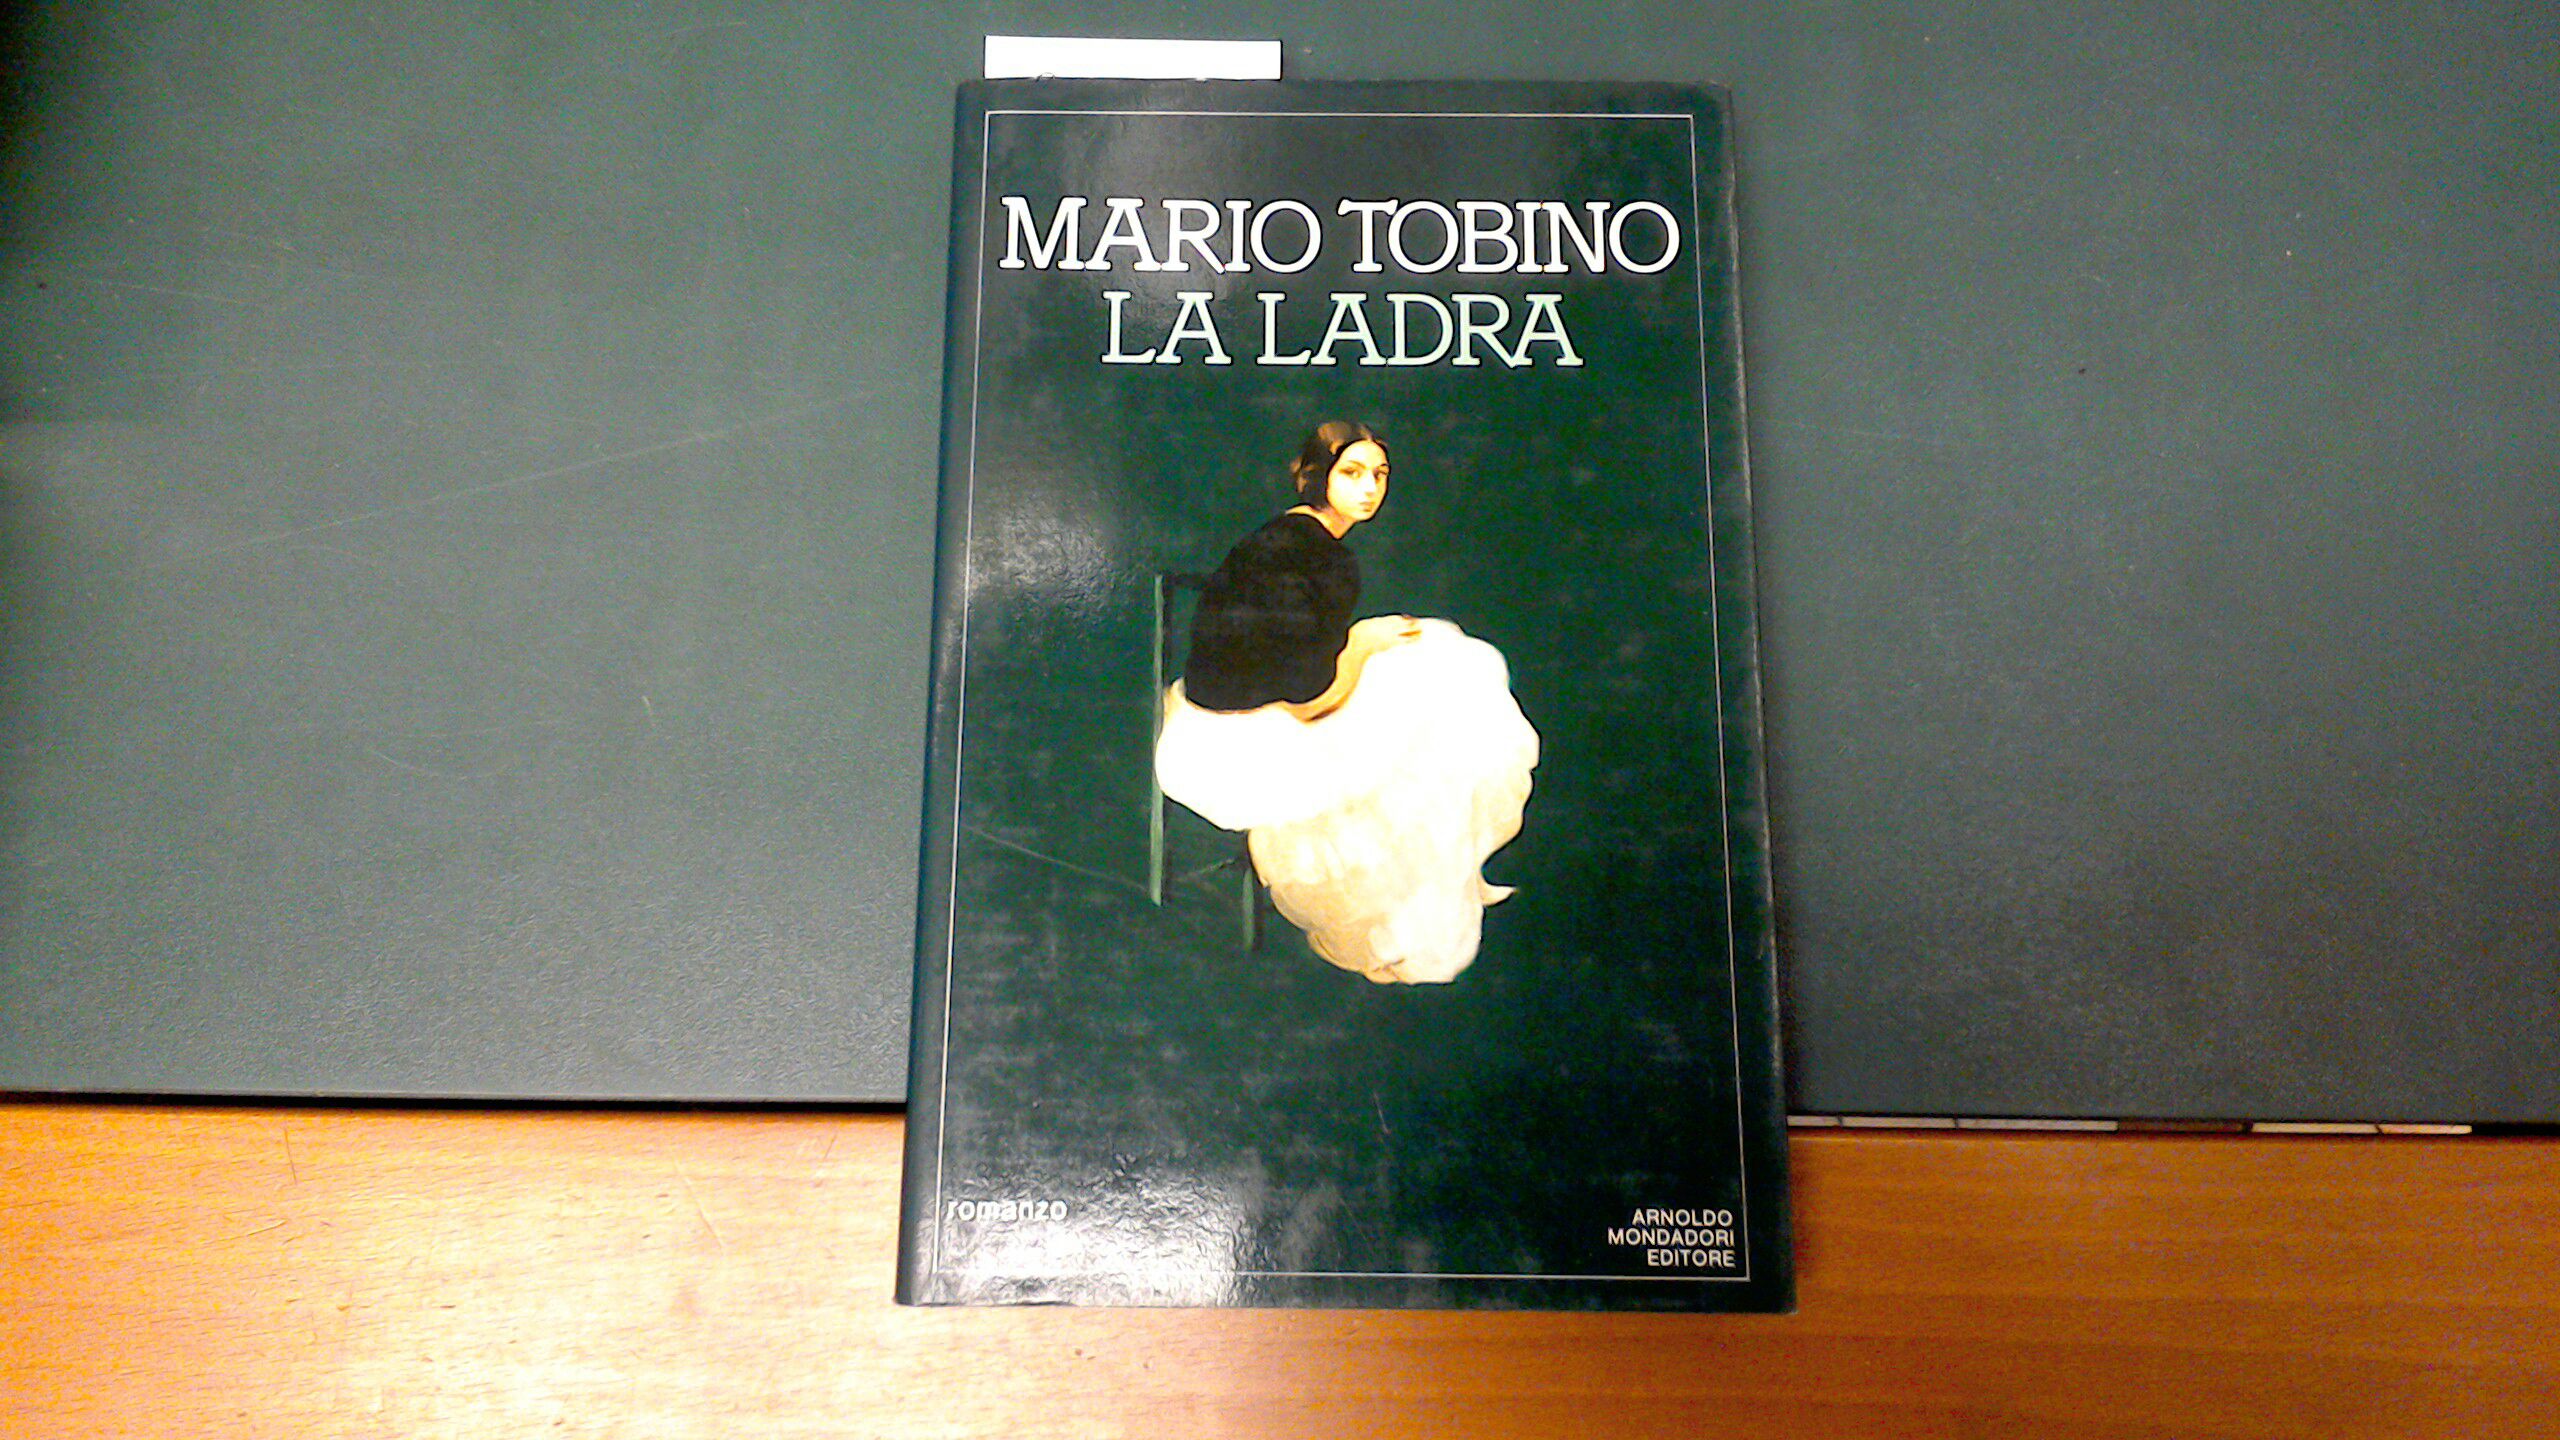 MARIO TOBINO
LA LADRA
romanzo
ARNOLDO
MONDADORI
EDITORE